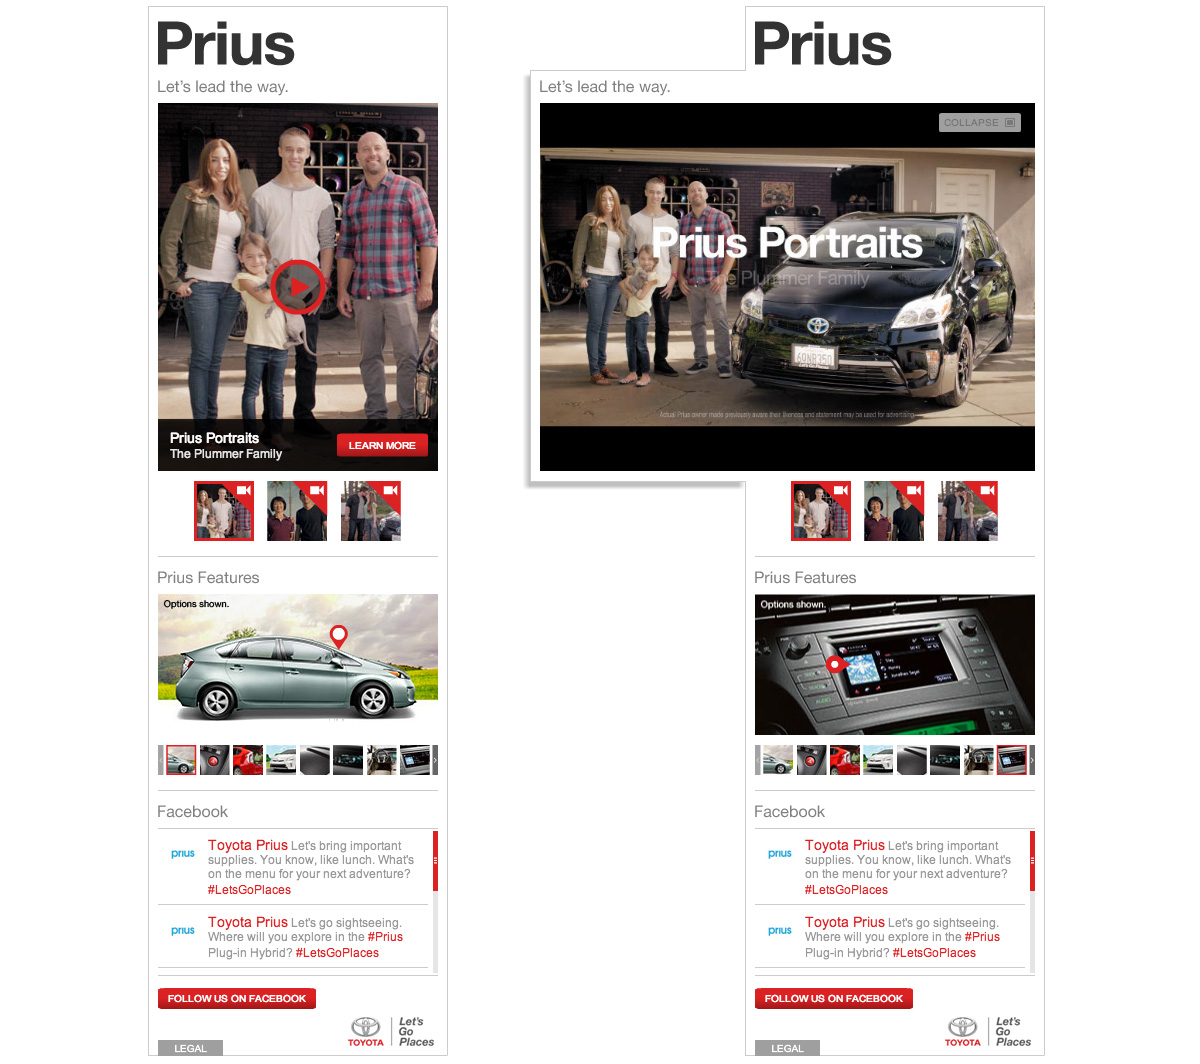 Prius
Let's lead the way.
Prius Portraits
The Plummer Family
LEARN MORE
Prius Features
Options shown.
Facebook
prius
Toyota Prius Let's bring important
supplies. You know, like lunch. What's
on the menu for your next adventure?
#LetsGoPlaces
prius
Toyota Prius Let's go sightseeing.
Where will you explore in the #Prius
Plug-in Hybrid? #LetsGoPlaces
FOLLOW US ON FACEBOOK
TOYOTA
Let's
Go
Places
LEGAL
Prius
Let's lead the way.
COLLAPSE
Prius Portraits
The Plummer Family
Actual Prius owner made previously aware their likeness and statement may be used for advertising.
Prius Features
Options shown.
Facebook
prius
Toyota Prius Let's bring important
supplies. You know, like lunch. What's
on the menu for your next adventure?
#LetsGoPlaces
prius
Toyota Prius Let's go sightseeing.
Where will you explore in the #Prius
Plug-in Hybrid? #LetsGoPlaces
FOLLOW US ON FACEBOOK
TOYOTA
Let's
Go
Places
LEGAL